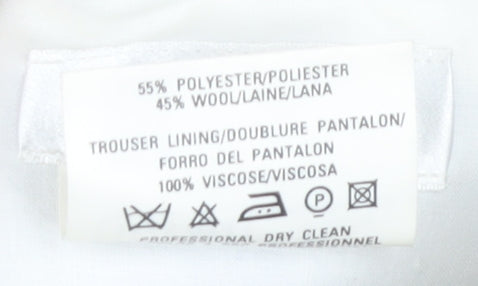 55% POLYESTER/POLIESTER
45% WOOL/LAINE/LANA
TROUSER LINING/DOUBLURE PANTALON/
FORRO DEL PANTALON
100% VISCOSE/VISCOSA
P
PROFESSIONAL DRY CLEAN
PROFESSIONNEL